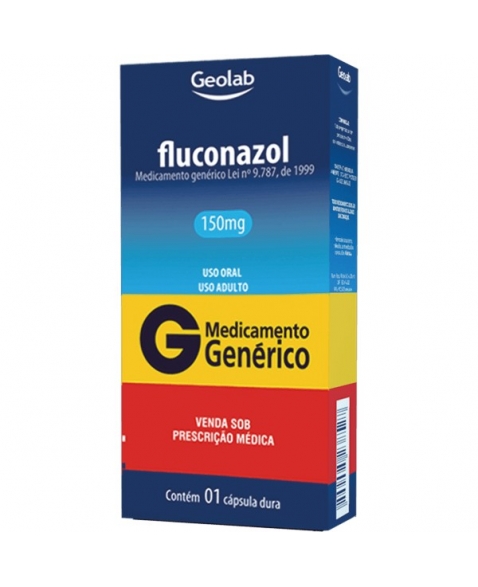 Geolab
fluconazol
Medicamento genérico Lei nº 9.787, de 1999
150mg
USO ORAL
USO ADULTO
G Medicamento
Genérico
VENDA SOB
PRESCRIÇÃO MÉDICA
Contém 01 cápsula dura
Geolab